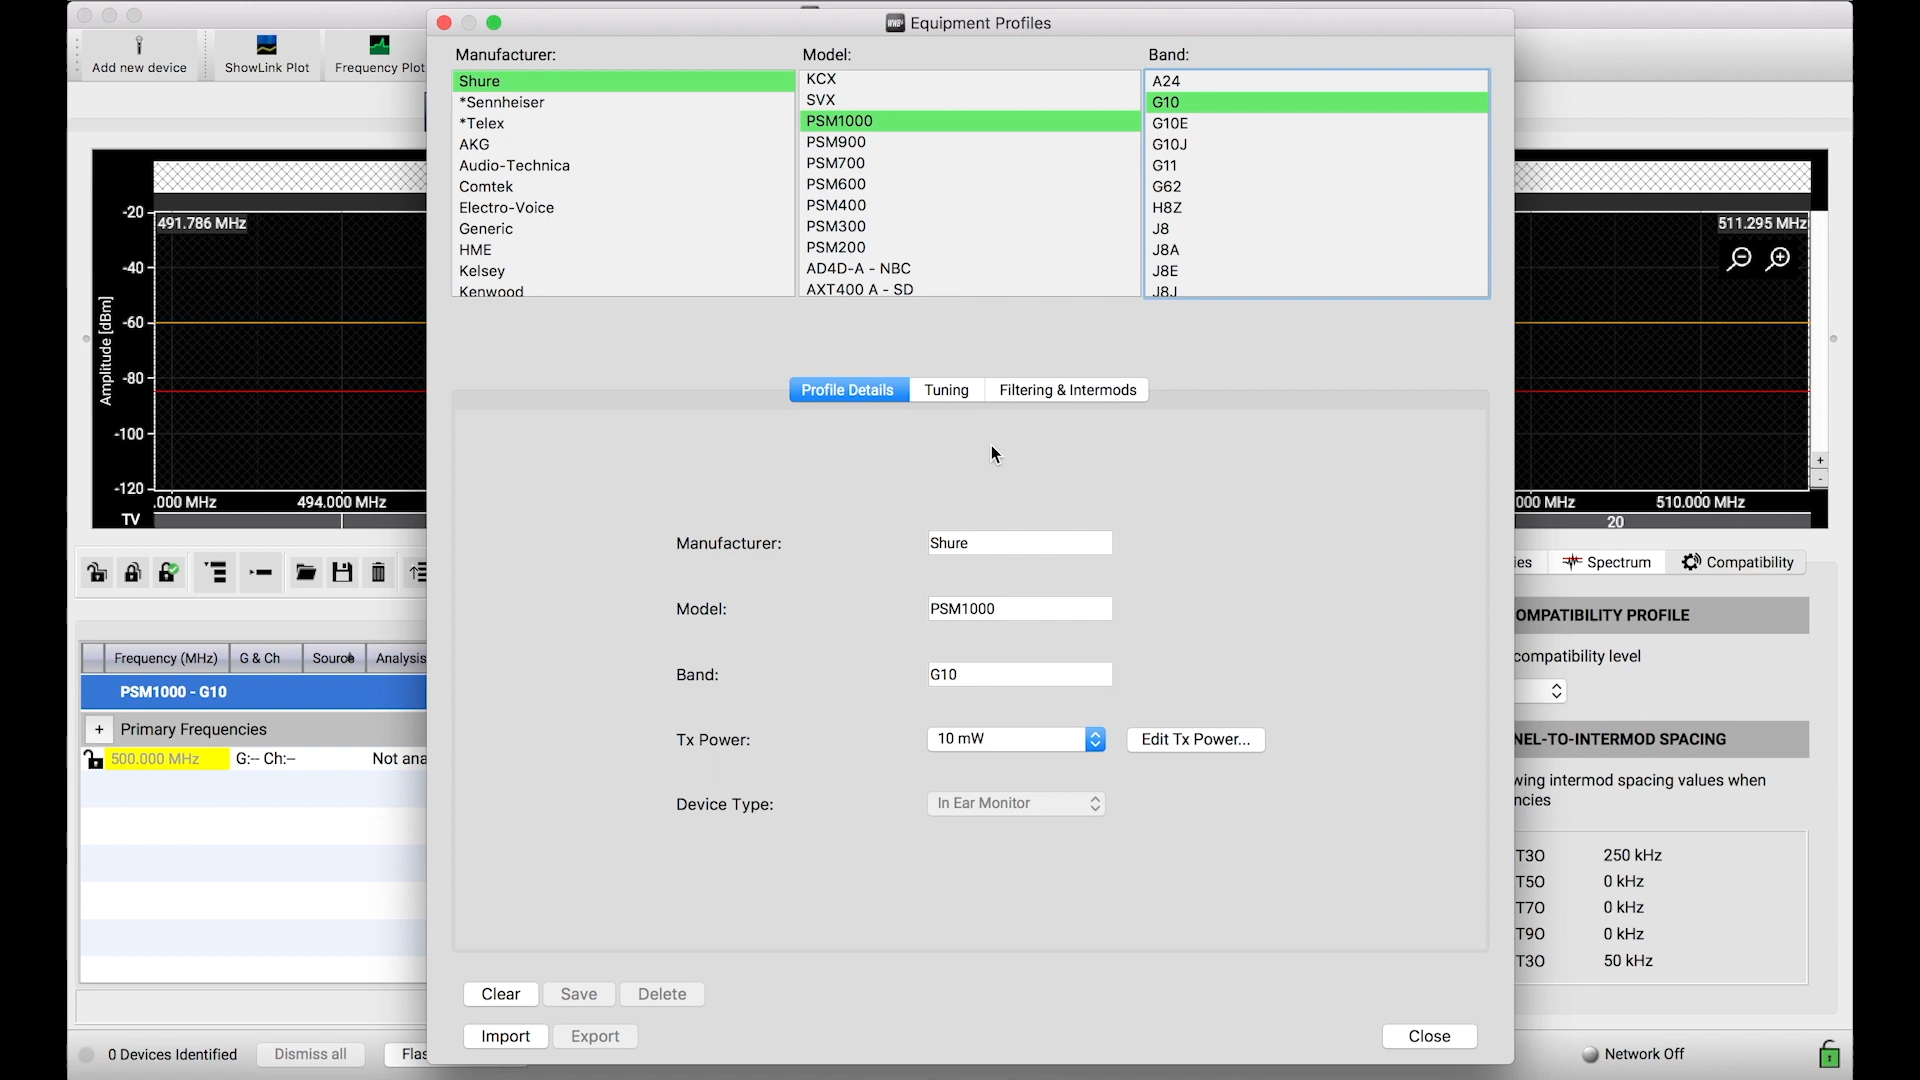 WWB6 Equipment Profiles
Add new device
ShowLink Plot
Frequency Plot
Manufacturer:
Shure
*Sennheiser
*Telex
AKG
Audio-Technica
Comtek
Electro-Voice
Generic
HME
Kelsey
Kenwood
Model:
KCX
SVX
PSM1000
PSM900
PSM700
PSM600
PSM400
PSM300
PSM200
AD4D-A - NBC
AXT400 A - SD
Band:
A24
G10
G10E
G10J
G11
G62
H8Z
J8
J8A
J8E
J8J
Amplitude [dBm]
-20
-40
-60
-80
-100
-120
491.786 MHz
.000 MHz
494.000 MHz
TV
511.295 MHz
+
-
000 MHz
510.000 MHz
20
Profile Details
Tuning
Filtering & Intermods
Manufacturer: Shure
Model: PSM1000
Band: G10
Tx Power: 10 mW Edit Tx Power...
Device Type: In Ear Monitor
Frequency (MHz) G & Ch Source Analysis
PSM1000 - G10
+ Primary Frequencies
500.000 MHz G:-- Ch:-- Not ana
ies
Spectrum
Compatibility
OMPATIBILITY PROFILE
compatibility level
NEL-TO-INTERMOD SPACING
wing intermod spacing values when
ncies
T3O 250 kHz
T5O 0 kHz
T7O 0 kHz
T9O 0 kHz
T3O 50 kHz
Clear Save Delete
Import Export Close
0 Devices Identified
Dismiss all
Flas
Network Off